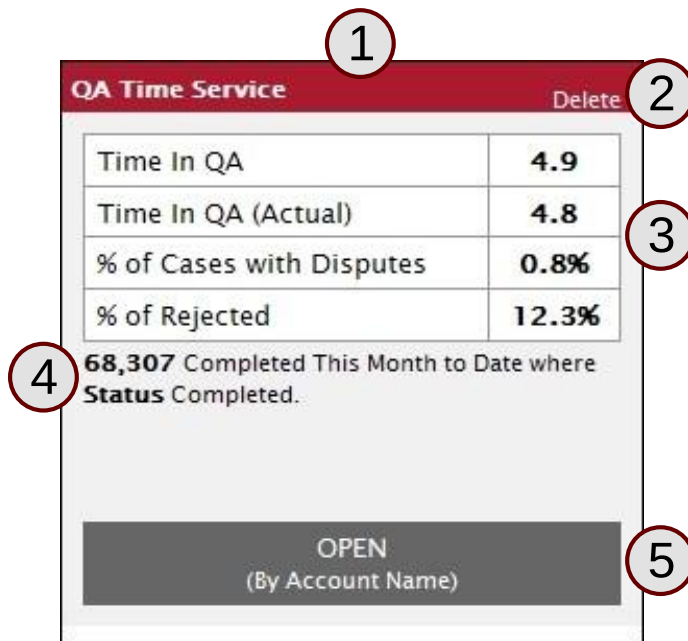 1
QA Time Service
Delete
2
Time In QA 4.9
Time In QA (Actual) 4.8
3
% of Cases with Disputes 0.8%
% of Rejected 12.3%
4
68,307 Completed This Month to Date where
Status Completed.
OPEN
(By Account Name)
5